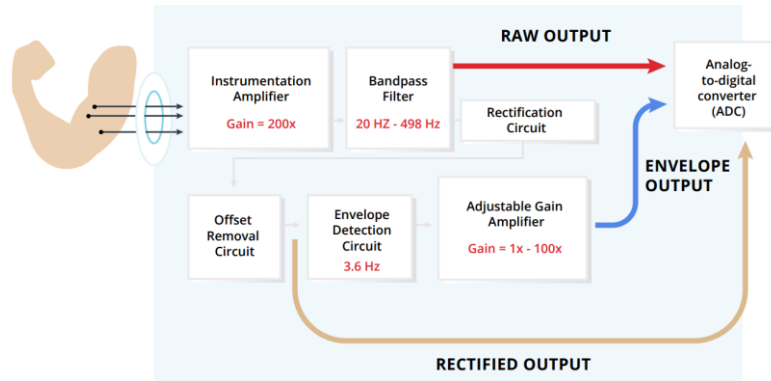 RAW OUTPUT
Instrumentation
Amplifier
Gain = 200x
Bandpass
Filter
20 HZ - 498 Hz
Analog-
to-digital
converter
(ADC)
Rectification
Circuit
ENVELOPE
OUTPUT
Offset
Removal
Circuit
Envelope
Detection
Circuit
3.6 Hz
Adjustable Gain
Amplifier
Gain = 1x - 100x
RECTIFIED OUTPUT